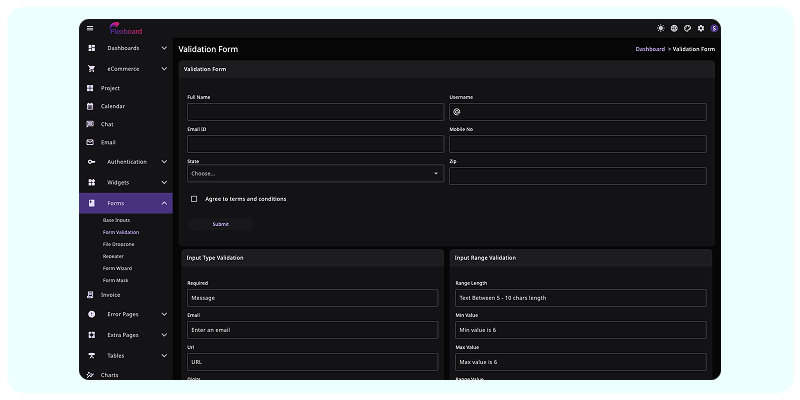 Flexboard
S
Dashboards
eCommerce
Project
Calendar
Chat
Email
Authentication
Widgets
Forms
Base Inputs
Form Validation
File Dropzone
Repeater
Form Wizard
Form Mask
Invoice
Error Pages
Extra Pages
Tables
Charts
Validation Form
Dashboard > Validation Form
Validation Form
Full Name
Username
@
Email ID
Mobile No
State
Zip
Choose...
Agree to terms and conditions
Submit
Input Type Validation
Input Range Validation
Required
Range Length
Message
Text Between 5 - 10 chars length
Email
Min Value
Enter an email
Min value is 6
Url
Max Value
URL
Max value is 6
Digits
Range Value